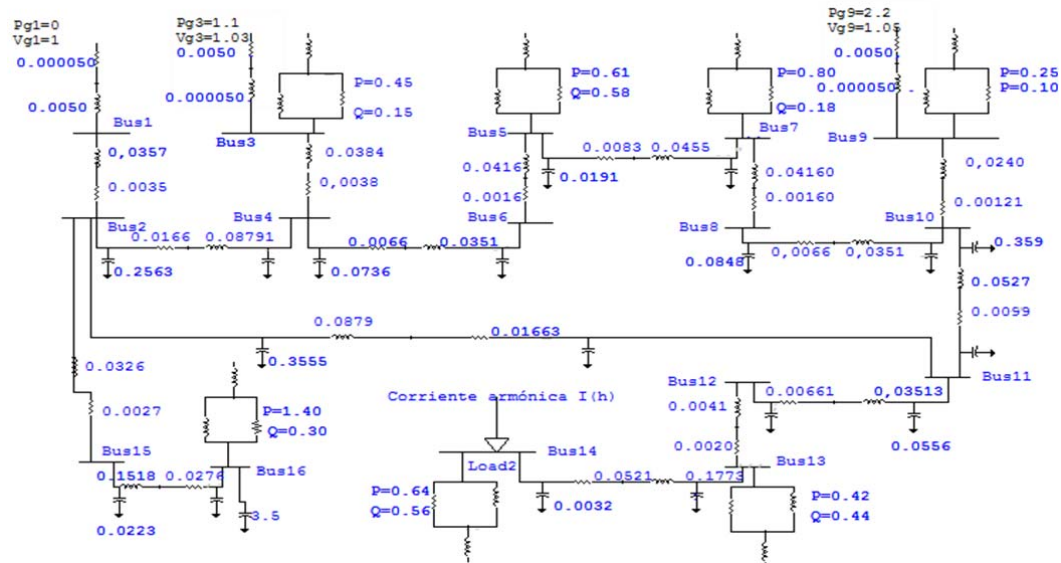 Pg1=0
Vg1=1
0.000050
0.0050
Bus1
0,0357
0.0035
Bus2
Pg3=1.1
Vg3=1.03
0.0050
0.000050
Bus3
P=0.45
Q=0.15
0.0384
0,0038
Bus4
0.0166
0.08791
0.2563
P=0.61
Q=0.58
Bus5
0.0416
0.0016
Bus6
0.0066
0.0351
0.0736
0.0083
0.0455
0.0191
P=0.80
Q=0.18
Bus7
0.04160
0.00160
Bus8
Pg9=2.2
Vg9=1.05
0.0050
0.000050
Bus9
P=0.25
P=0.10
0,0240
0.00121
Bus10
0,0066
0,0351
0.0848
0.359
0.0527
0.0099
Bus11
0.0879
0.01663
0.3555
0.0326
0.0027
Bus15
0.1518
0.0276
0.0223
P=1.40
Q=0.30
Bus16
3.5
Corriente armónica I(h)
Bus14
Load2
P=0.64
Q=0.56
0.0521
0.1773
0.0032
Bus12
0.0041
0.0020
Bus13
0.00661
0,03513
0.0556
P=0.42
Q=0.44